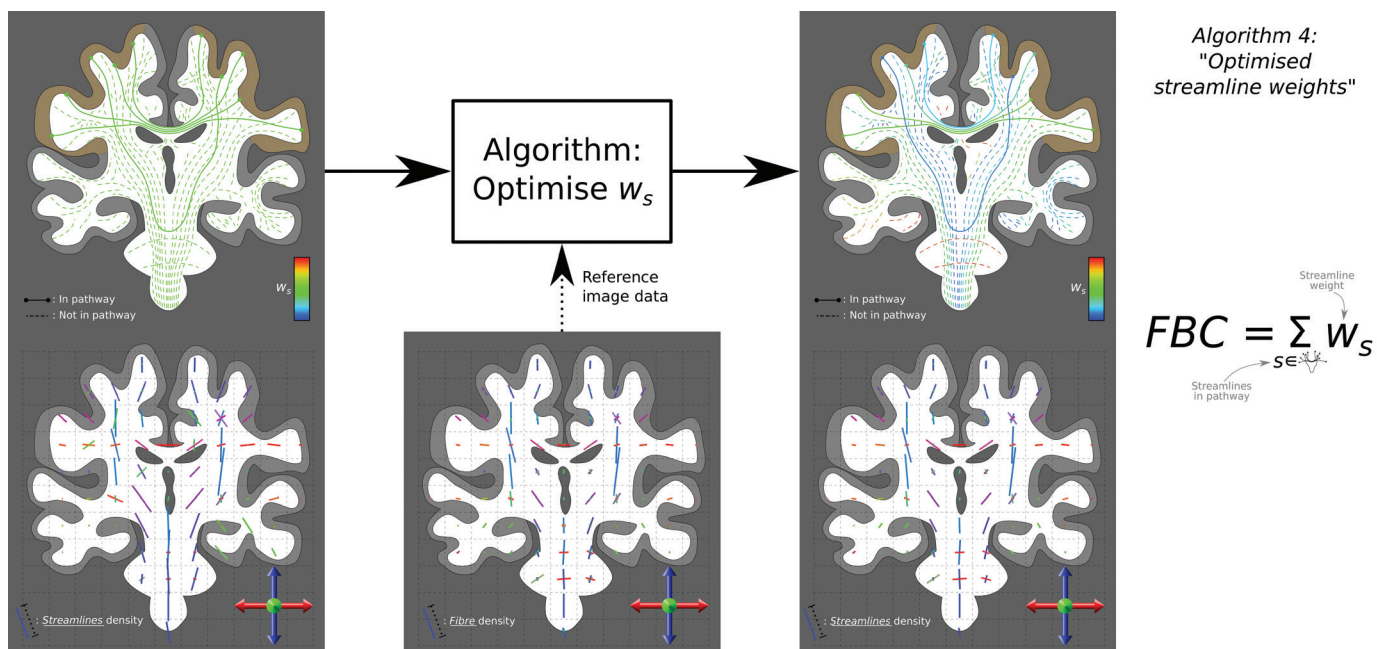 Algorithm 4:
"Optimised
streamline weights"
Algorithm:
Optimise ws
Reference
image data
ws
: In pathway
: Not in pathway
ws
: In pathway
: Not in pathway
Streamline
weight
FBC = Σ ws
s∈
Streamlines
in pathway
: Streamlines density
: Fibre density
: Streamlines density